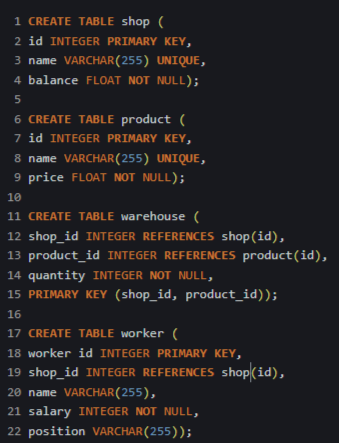 1 CREATE TABLE shop (
2 id INTEGER PRIMARY KEY,
3 name VARCHAR(255) UNIQUE,
4 balance FLOAT NOT NULL);
5
6 CREATE TABLE product (
7 id INTEGER PRIMARY KEY,
8 name VARCHAR(255) UNIQUE,
9 price FLOAT NOT NULL);
10
11 CREATE TABLE warehouse (
12 shop_id INTEGER REFERENCES shop(id),
13 product_id INTEGER REFERENCES product(id),
14 quantity INTEGER NOT NULL,
15 PRIMARY KEY (shop_id, product_id));
16
17 CREATE TABLE worker (
18 worker id INTEGER PRIMARY KEY,
19 shop_id INTEGER REFERENCES shop(id),
20 name VARCHAR(255),
21 salary INTEGER NOT NULL,
22 position VARCHAR(255));